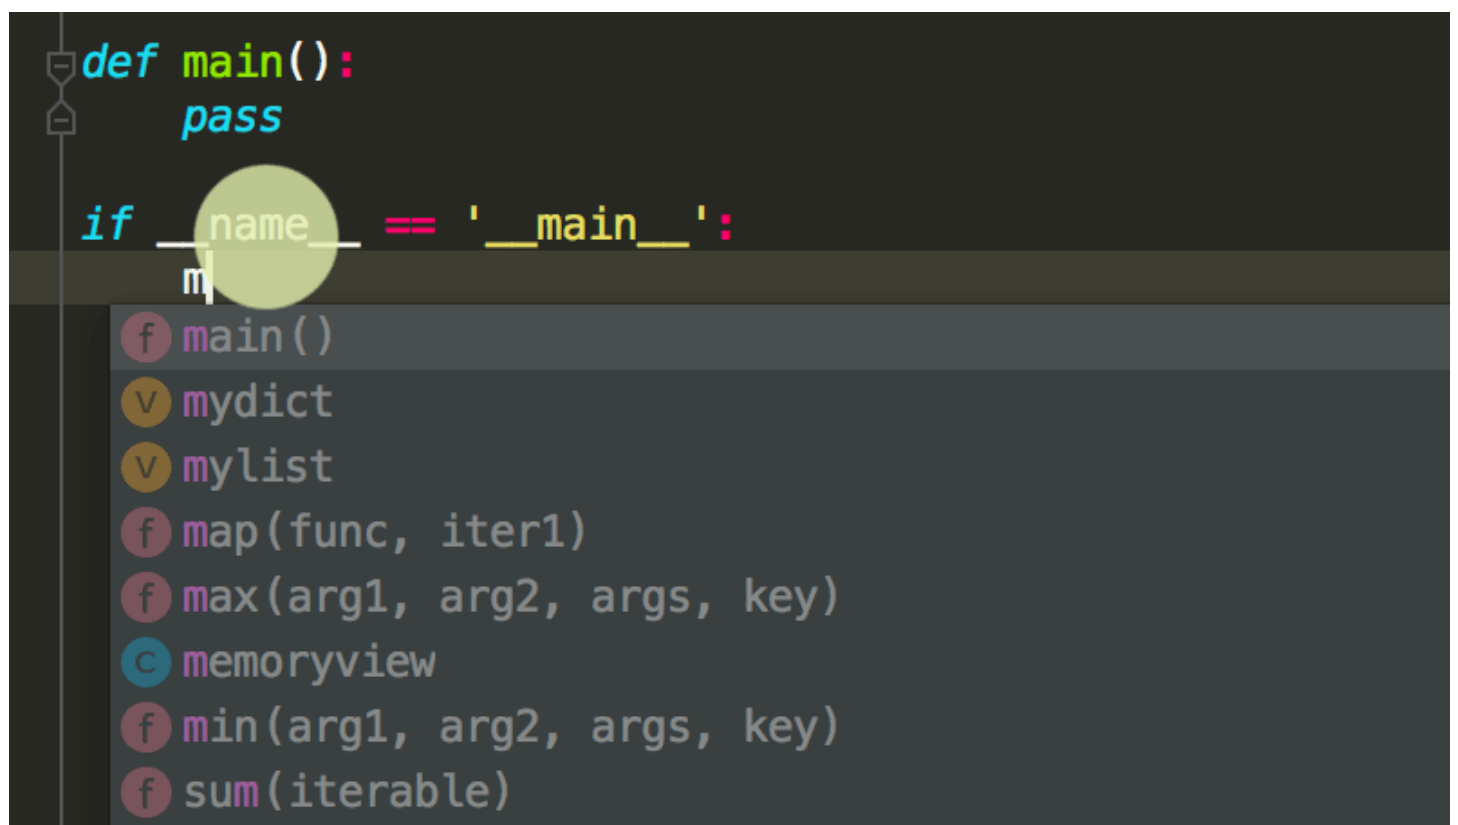 def main():
    pass
if __name__ == '__main__':
    m
f main()
v mydict
v mylist
f map(func, iter1)
f max(arg1, arg2, args, key)
c memoryview
f min(arg1, arg2, args, key)
f sum(iterable)